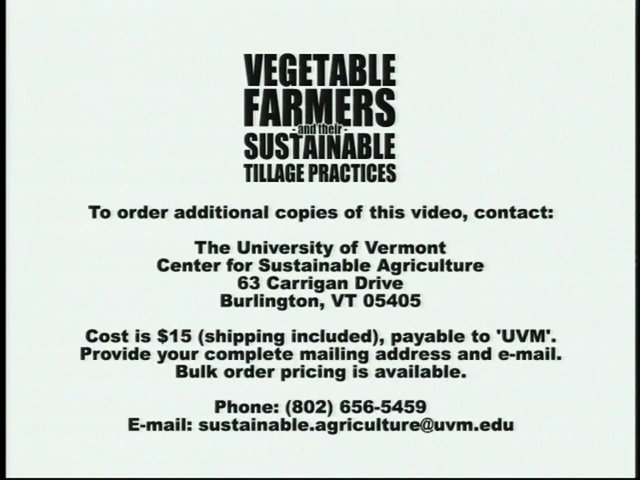 VEGETABLE
FARMERS
- and their -
SUSTAINABLE
TILLAGE PRACTICES
To order additional copies of this video, contact:
The University of Vermont
Center for Sustainable Agriculture
63 Carrigan Drive
Burlington, VT 05405
Cost is $15 (shipping included), payable to 'UVM'.
Provide your complete mailing address and e-mail.
Bulk order pricing is available.
Phone: (802) 656-5459
E-mail: sustainable.agriculture@uvm.edu